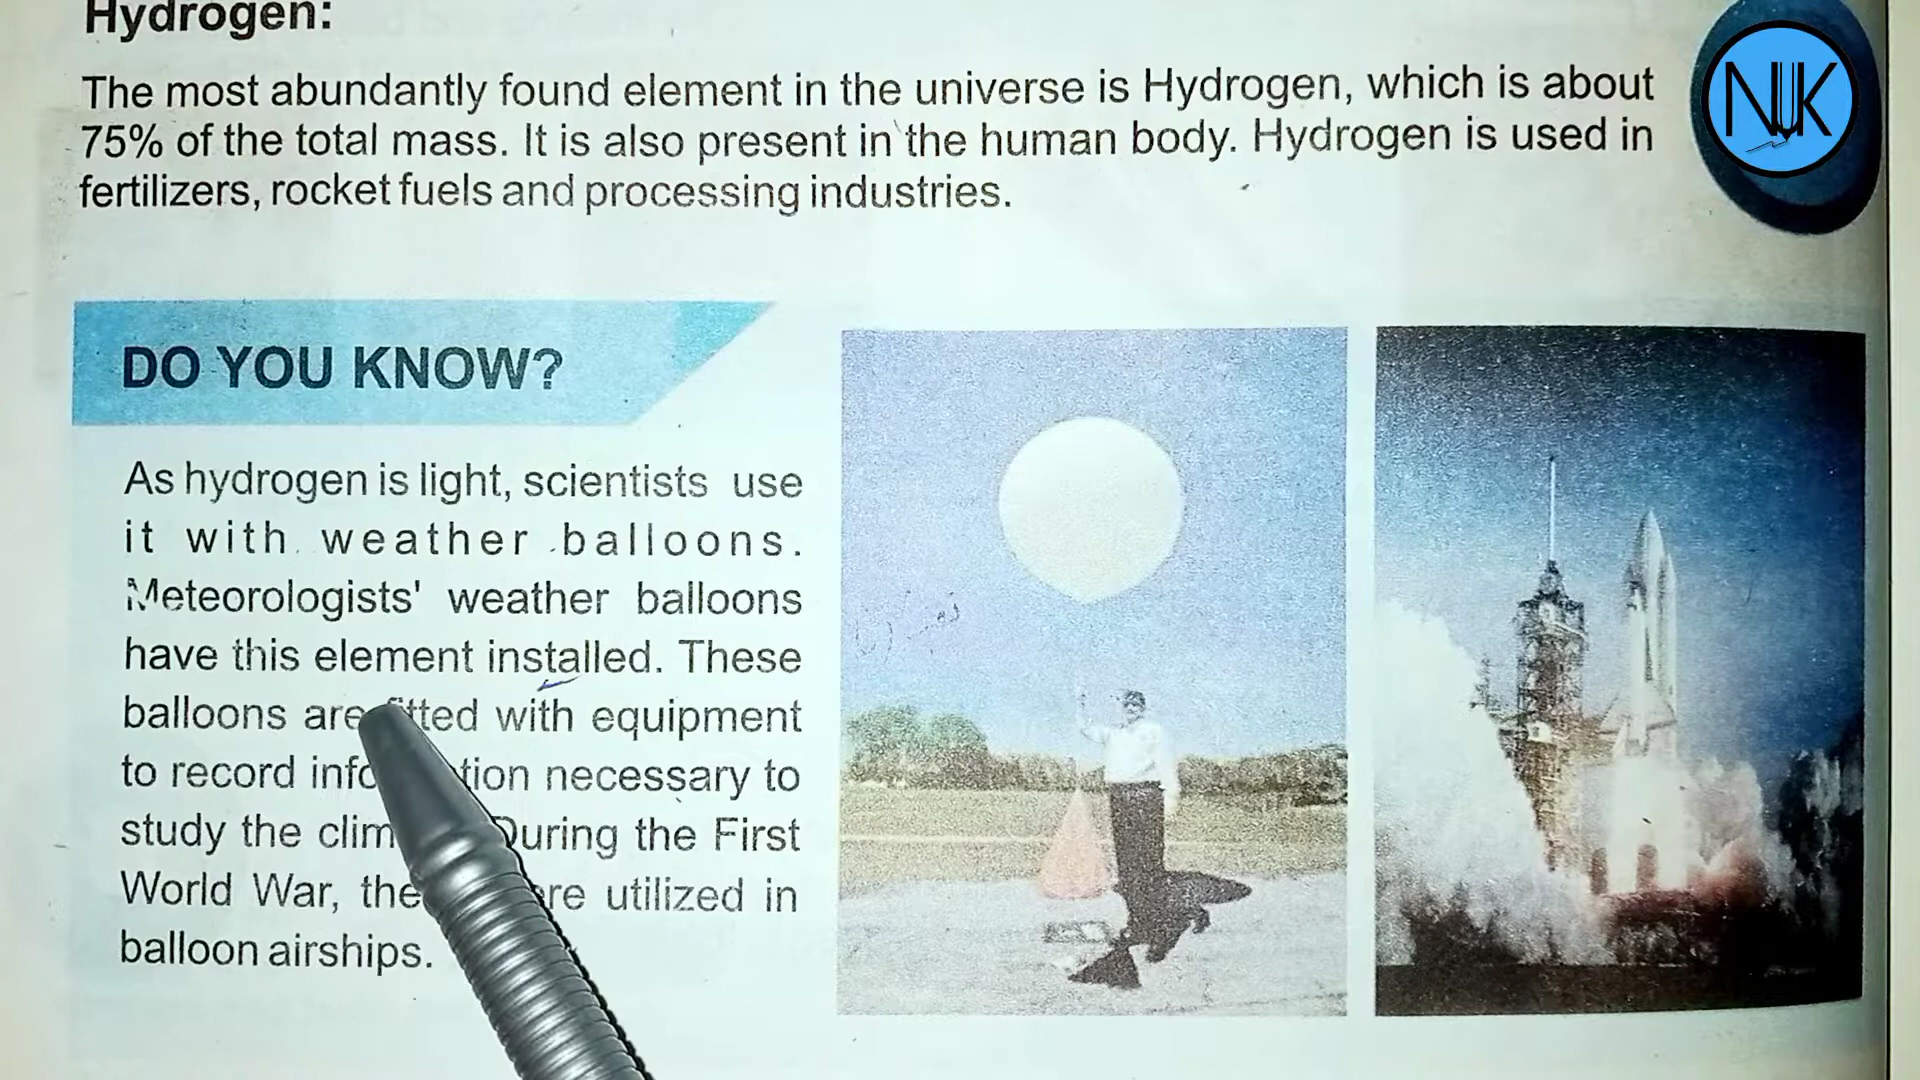 Hydrogen:
The most abundantly found element in the universe is Hydrogen, which is about
75% of the total mass. It is also present in the human body. Hydrogen is used in
fertilizers, rocket fuels and processing industries.
NUK
DO YOU KNOW?
As hydrogen is light, scientists use
it with weather balloons.
Meteorologists' weather balloons
have this element installed. These
balloons are fitted with equipment
to record necessary to
study the During the First
World War, utilized in
balloon airships.